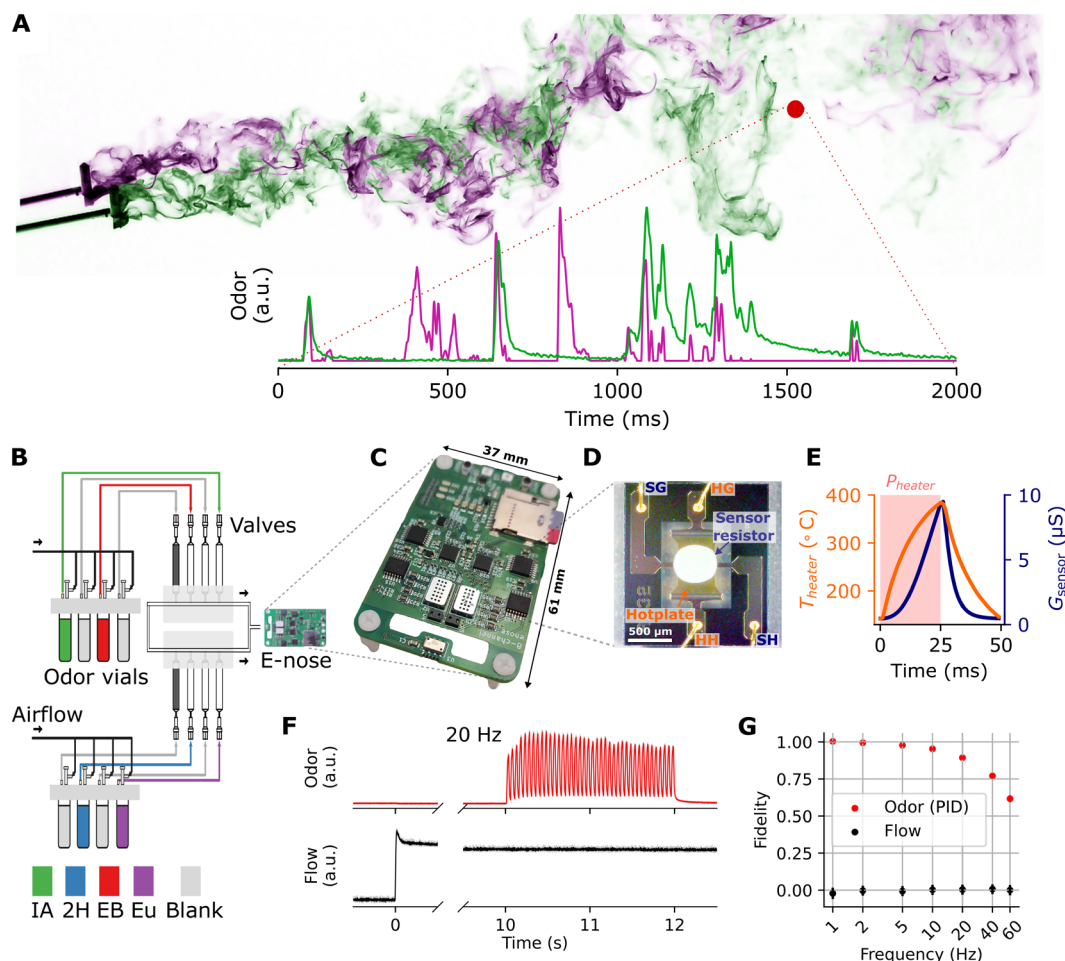 A
Odor
(a.u.)
0 500 1000 1500 2000
Time (ms)
B
Valves
Odor vials
E-nose
Airflow
IA 2H EB Eu Blank
C
37 mm
61 mm
D
SG HG
Sensor
resistor
Hotplate
500 µm
HH SH
E
P_heater
400
300
200
T_heater (°C)
10
5
0
G_sensor (µS)
0 25 50
Time (ms)
F
20 Hz
Odor
(a.u.)
Flow
(a.u.)
0 10 11 12
Time (s)
G
1.00
0.75
0.50
0.25
0.00
Fidelity
Odor (PID)
Flow
1 2 5 10 20 40 60
Frequency (Hz)